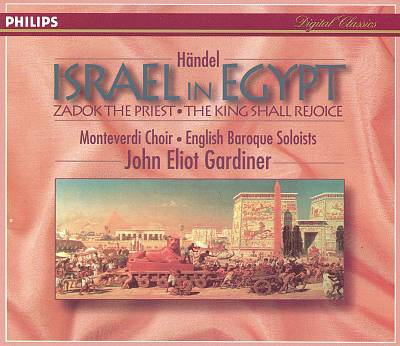 PHILIPS
Digital Classics
Händel
ISRAEL IN EGYPT
ZADOK THE PRIEST • THE KING SHALL REJOICE
Monteverdi Choir • English Baroque Soloists
John Eliot Gardiner